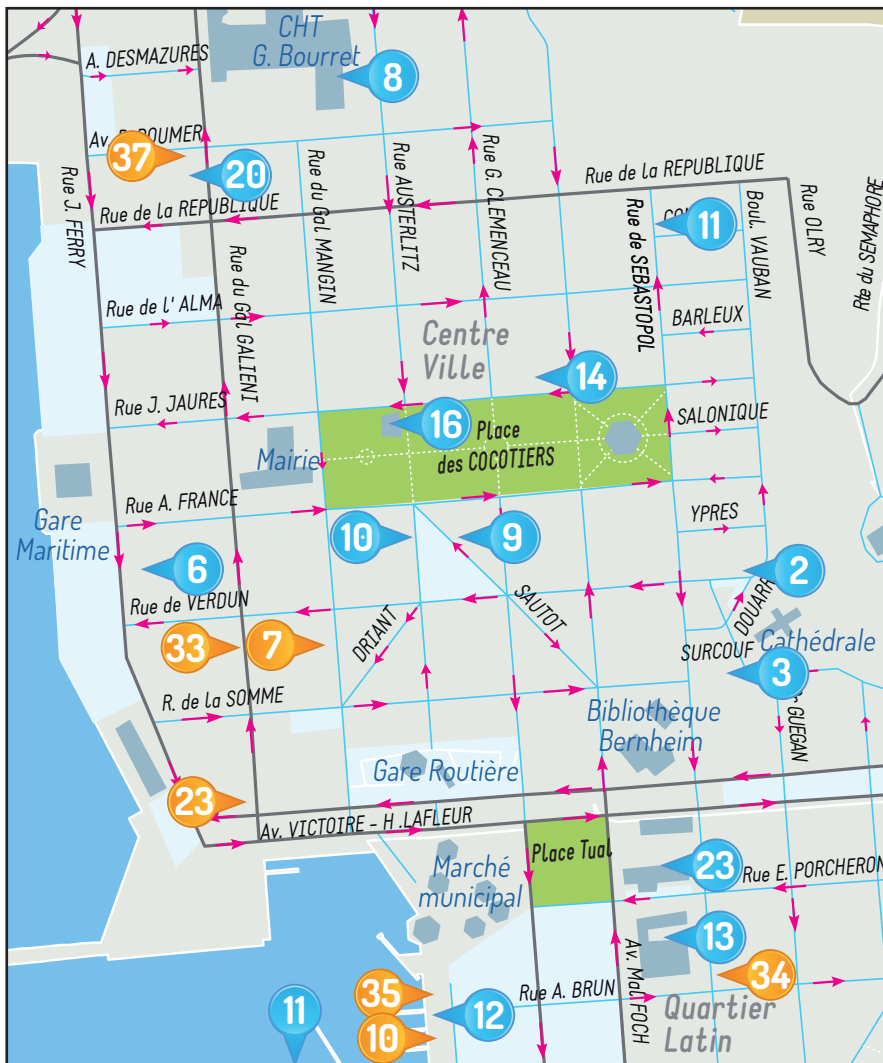 CHT
G. Bourret
A. DESMAZURES
8
Av. P. DOUMER
37
20
Rue de la REPUBLIQUE
Rue de la REPUBLIQUE
Rue J. FERRY
Rue du Gal MANGIN
Rue AUSTERLITZ
Rue G. CLEMENCEAU
Rue de SEBASTOPOL
11
Boul. VAUBAN
Rue OLRY
Rte du SEMAPHORE
Rue de l' ALMA
Rue du Gal GALIENI
BARLEUX
Centre
Ville
14
Rue J. JAURES
16
Place
des COCOTIERS
SALONIQUE
Mairie
Rue A. FRANCE
Gare
Maritime
YPRES
10
9
6
2
Rue de VERDUN
DRIANT
SAUTOT
DOUARRE
33
7
SURCOUF
Cathédrale
3
R. de la SOMME
GUEGAN
Bibliothèque
Bernheim
Gare Routière
23
Av. VICTOIRE - H .LAFLEUR
Place Tual
Marché
municipal
23
Rue E. PORCHERON
13
34
Av. Mal FOCH
35
Rue A. BRUN
Quartier
Latin
11
12
10